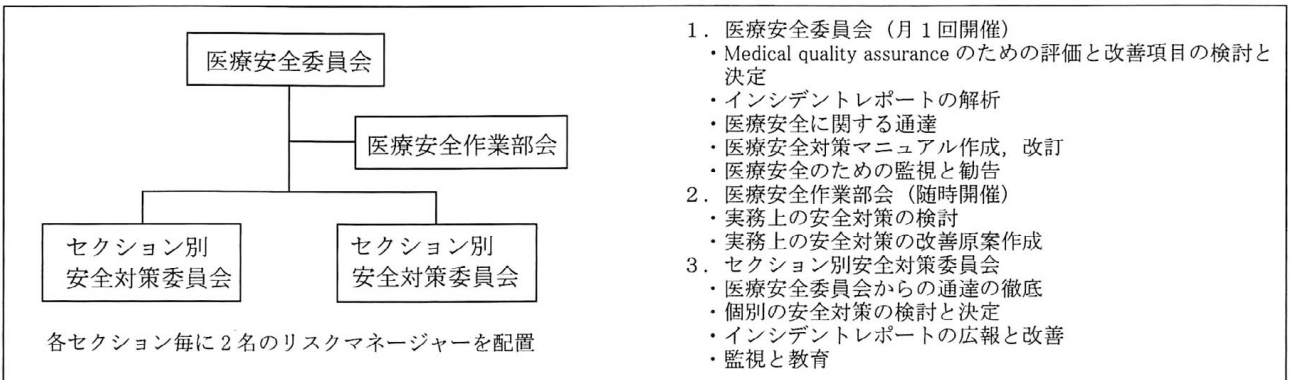 医療安全委員会
医療安全作業部会
セクション別
安全対策委員会
セクション別
安全対策委員会
各セクション毎に2名のリスクマネージャーを配置
1．医療安全委員会（月1回開催）
・Medical quality assurance のための評価と改善項目の検討と
決定
・インシデントレポートの解析
・医療安全に関する通達
・医療安全対策マニュアル作成，改訂
・医療安全のための監視と勧告
2．医療安全作業部会（随時開催）
・実務上の安全対策の検討
・実務上の安全対策の改善原案作成
3．セクション別安全対策委員会
・医療安全委員会からの通達の徹底
・個別の安全対策の検討と決定
・インシデントレポートの広報と改善
・監視と教育